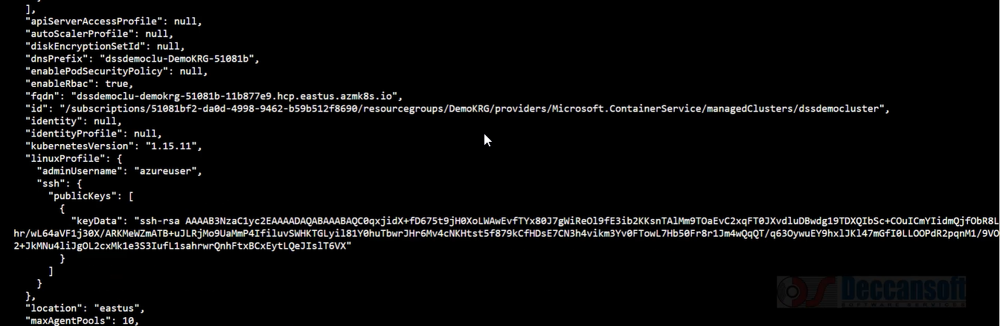 ],
"apiServerAccessProfile": null,
"autoScalerProfile": null,
"diskEncryptionSetId": null,
"dnsPrefix": "dssdemoclu-DemoKRG-51081b",
"enablePodSecurityPolicy": null,
"enableRbac": true,
"fqdn": "dssdemoclu-demokrg-51081b-11b877e9.hcp.eastus.azmk8s.io",
"id": "/subscriptions/51081bf2-da0d-4998-9462-b59b512f8690/resourcegroups/DemoKRG/providers/Microsoft.ContainerService/managedClusters/dssdemocluster",
"identity": null,
"identityProfile": null,
"kubernetesVersion": "1.15.11",
"linuxProfile": {
"adminUsername": "azureuser",
"ssh": {
"publicKeys": [
{
"keyData": "ssh-rsa AAAAB3NzaC1yc2EAAAADAQABAAABAQC0qxjidX+fD675t9jH0XoLWAwEvfTYx80J7gWiReOl9fE3ib2KKsnTAlMm9TOaEvC2xqFT0JXvdluDBwdg19TDXQIbSc+COuICmYIidmQjfObR8L
hr/wL64aVF1j30X/ARKMeWZmATB+uJLRjMo9UaMmP4IfiluvSWHKTGLyil81Y0huTbwrJHr6Mv4cNKHtst5f879kCfHDsE7CN3h4vikm3Yv0FTowL7Hb50Fr8r1Jm4wQqQT/q63OywuEY9hxlJKl47mGfI0LLOOPdR2pqnM1/9VO
2+JkMNu4liJgOL2cxMk1e3S3IufL1sahrwrQnhFtxBCxEytLQeJIslT6VX"
}
]
}
},
"location": "eastus",
"maxAgentPools": 10,
Deccansoft
SOFTWARE SERVICES